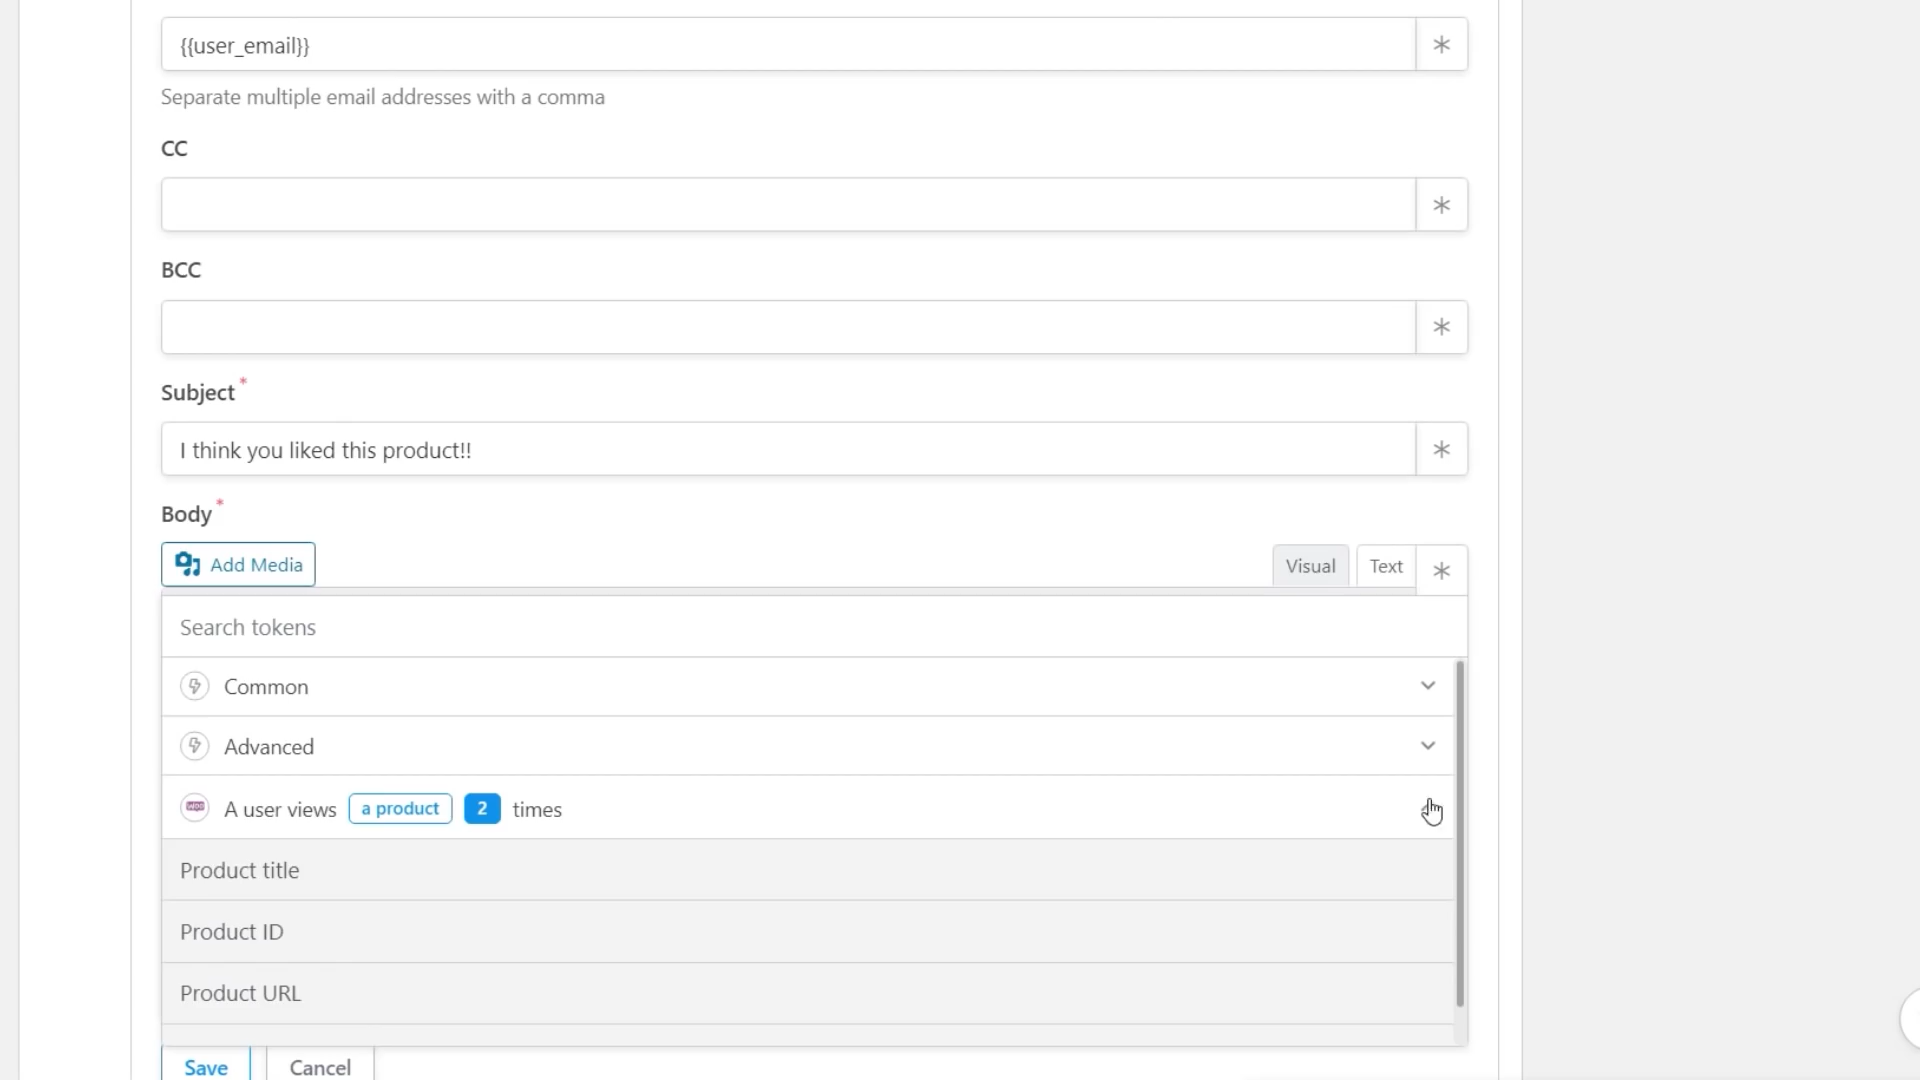 {{user_email}}
Separate multiple email addresses with a comma
CC
BCC
Subject *
I think you liked this product!!
Body *
Add Media
Visual Text
Search tokens
Common
Advanced
A user views a product 2 times
Product title
Product ID
Product URL
Save Cancel